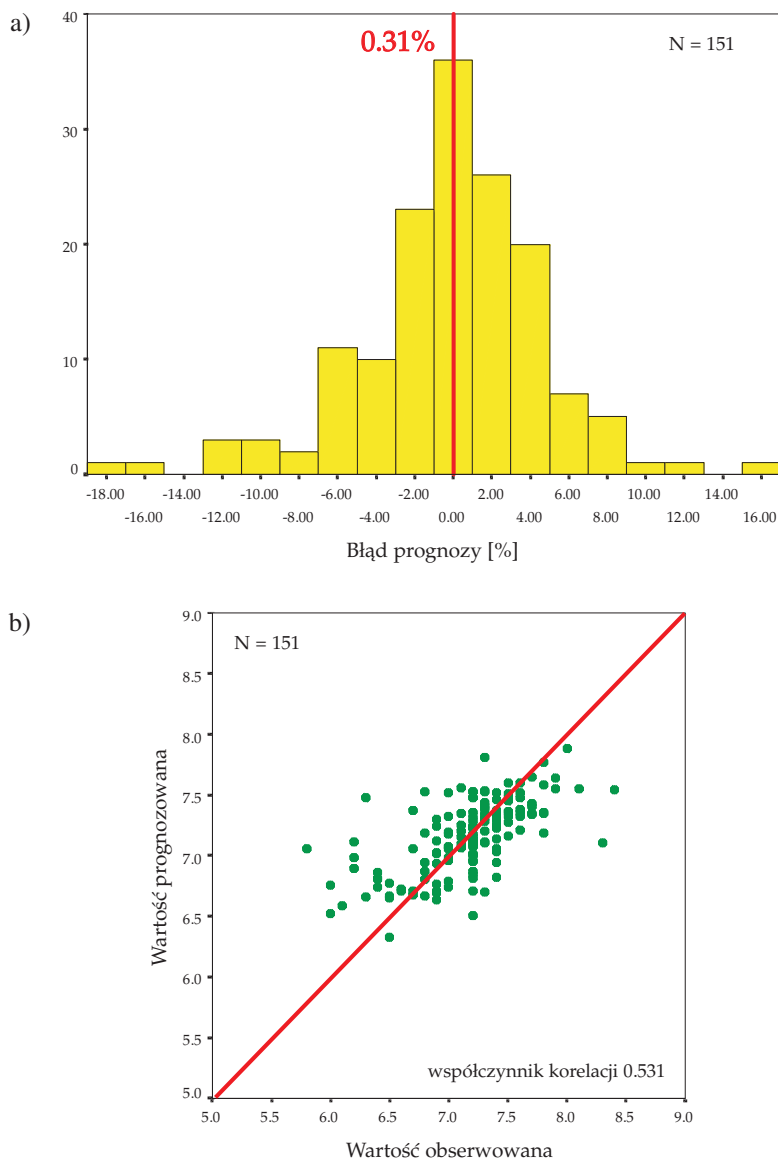 a)
40
0.31%
N = 151
30
20
10
0
-18.00 -14.00 -10.00 -6.00 -2.00 2.00 6.00 10.00 14.00
-16.00 -12.00 -8.00 -4.00 0.00 4.00 8.00 12.00 16.00
Błąd prognozy [%]
b)
9.0
N = 151
8.5
8.0
7.5
7.0
6.5
6.0
5.5
5.0
Wartość prognozowana
współczynnik korelacji 0.531
5.0 5.5 6.0 6.5 7.0 7.5 8.0 8.5 9.0
Wartość obserwowana